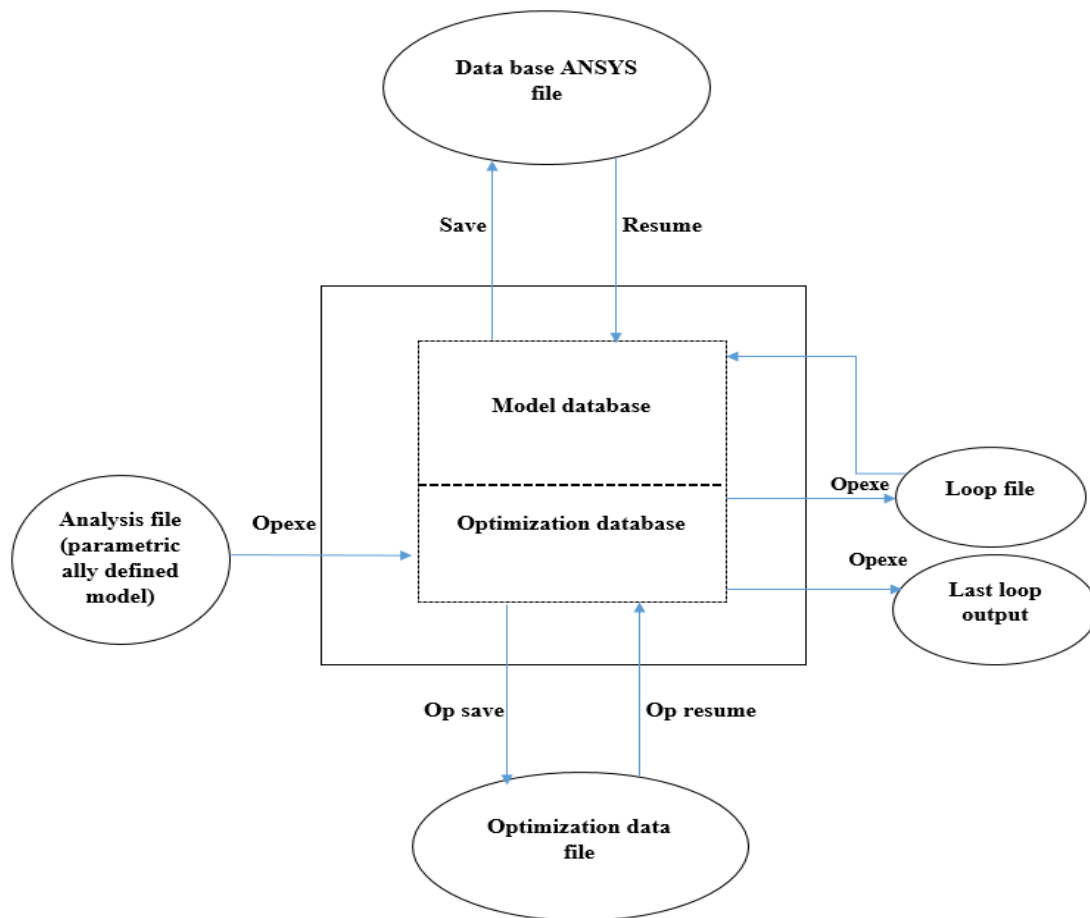 Data base ANSYS
file
Save
Resume
Model database
Optimization database
Analysis file
(parametric
ally defined
model)
Opexe
Opexe
Loop file
Opexe
Last loop
output
Op save
Op resume
Optimization data
file